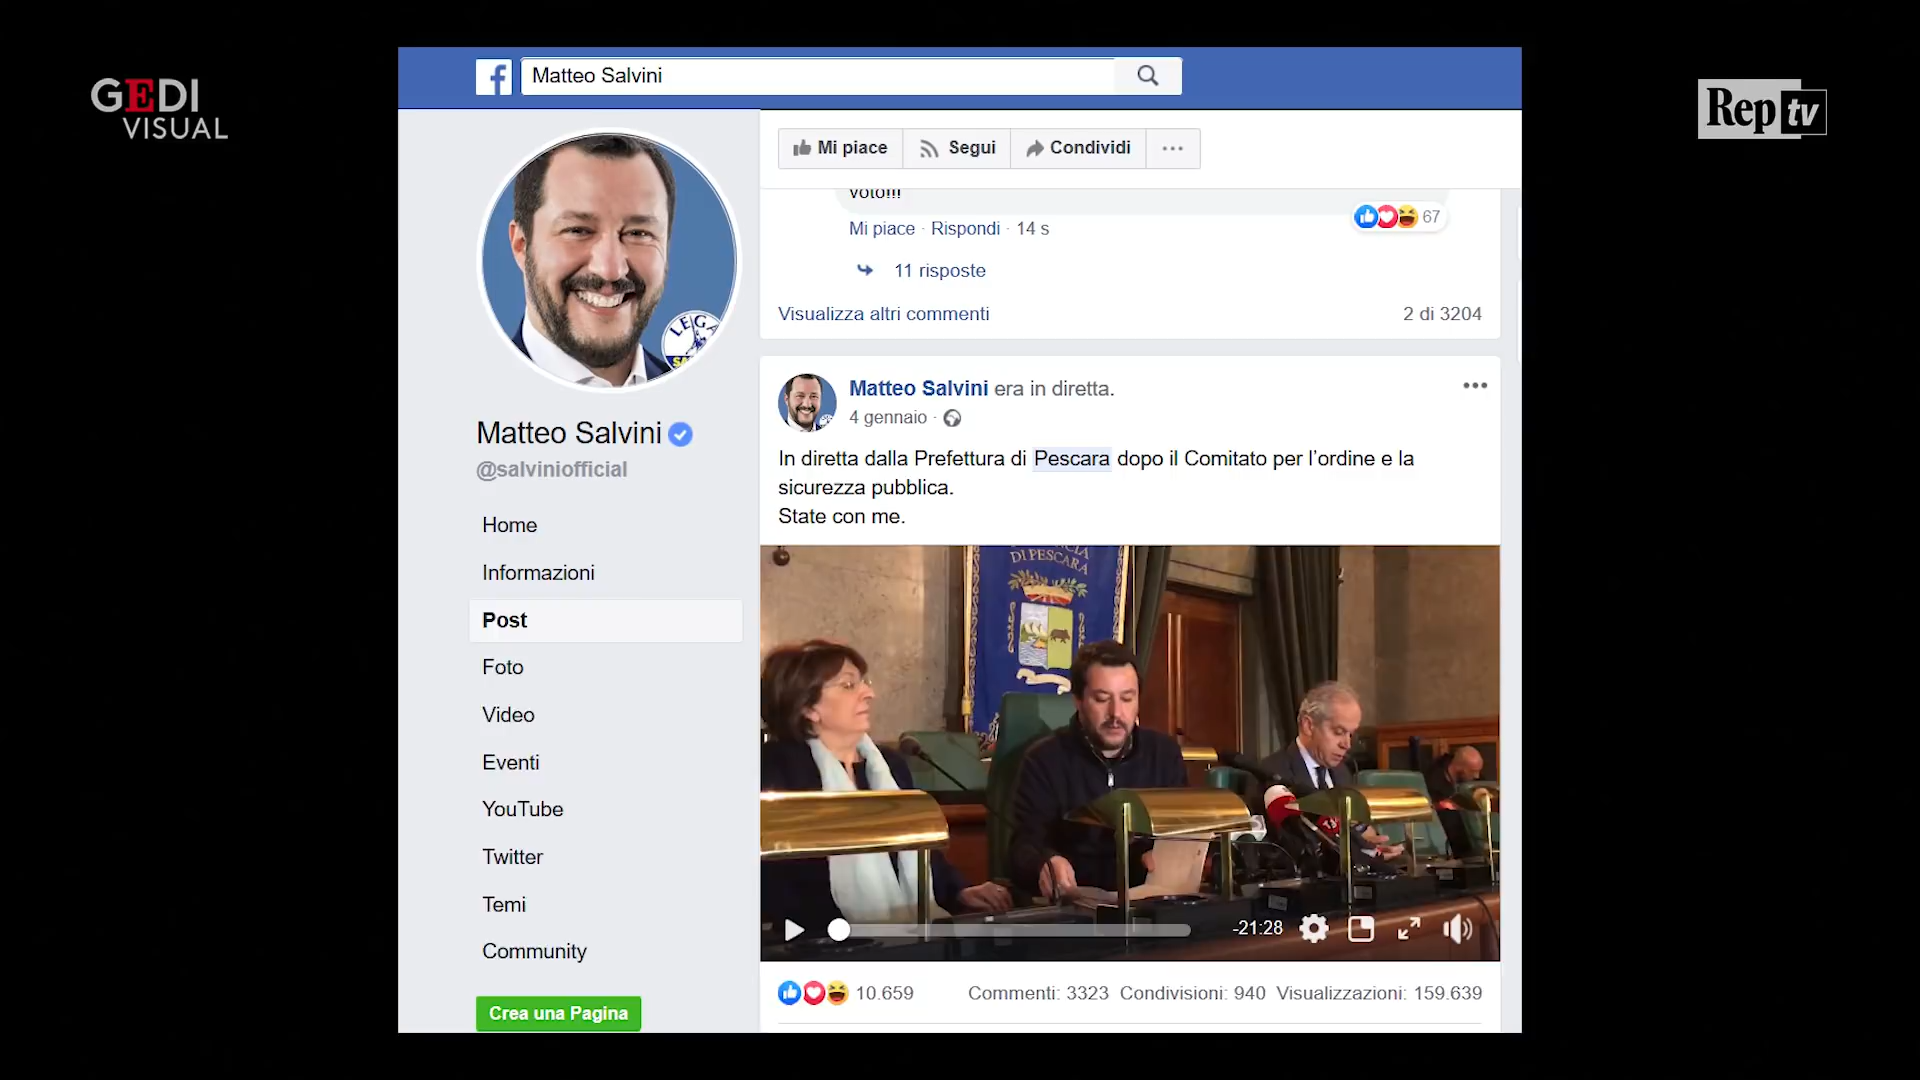 GEDI
VISUAL
Rep tv
Matteo Salvini
Mi piace
Segui
Condividi
voto!!!
67
Mi piace · Rispondi · 14 s
11 risposte
Visualizza altri commenti
2 di 3204
LEGA
Matteo Salvini
@salviniofficial
Home
Informazioni
Post
Foto
Video
Eventi
YouTube
Twitter
Temi
Community
Crea una Pagina
Matteo Salvini era in diretta.
4 gennaio ·
In diretta dalla Prefettura di Pescara dopo il Comitato per l’ordine e la
sicurezza pubblica.
State con me.
DI PESCARA
-21:28
10.659
Commenti: 3323 Condivisioni: 940 Visualizzazioni: 159.639